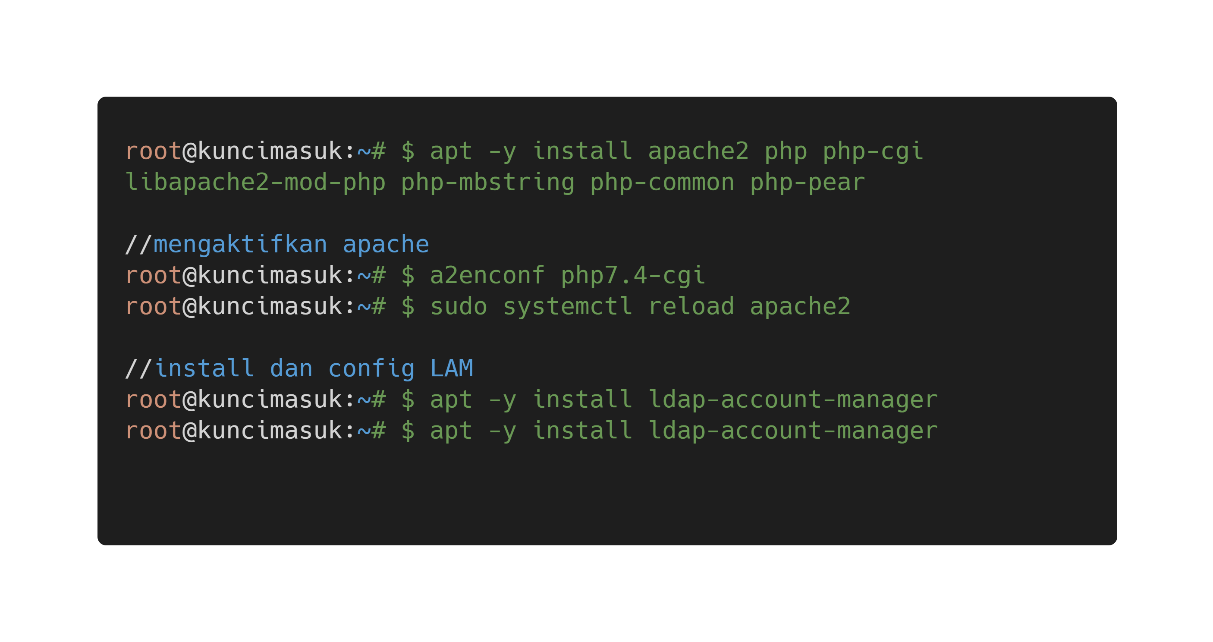 root@kuncimasuk:~# $ apt -y install apache2 php php-cgi
libapache2-mod-php php-mbstring php-common php-pear
//mengaktifkan apache
root@kuncimasuk:~# $ a2enconf php7.4-cgi
root@kuncimasuk:~# $ sudo systemctl reload apache2
//install dan config LAM
root@kuncimasuk:~# $ apt -y install ldap-account-manager
root@kuncimasuk:~# $ apt -y install ldap-account-manager